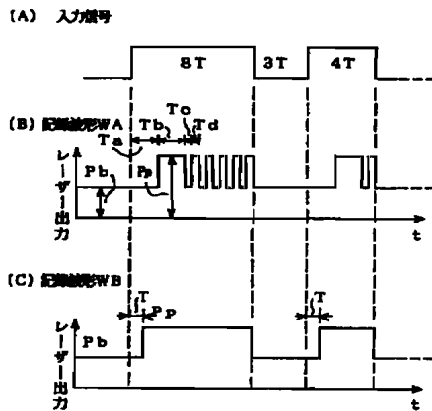 (A) 入力信号
8T 3T 4T
(B) 記録波形WA
Ta Tb Tc Td
Pb Pp
レーザー出力
t
(C) 記録波形WB
T Pp T
Pb
レーザー出力
t